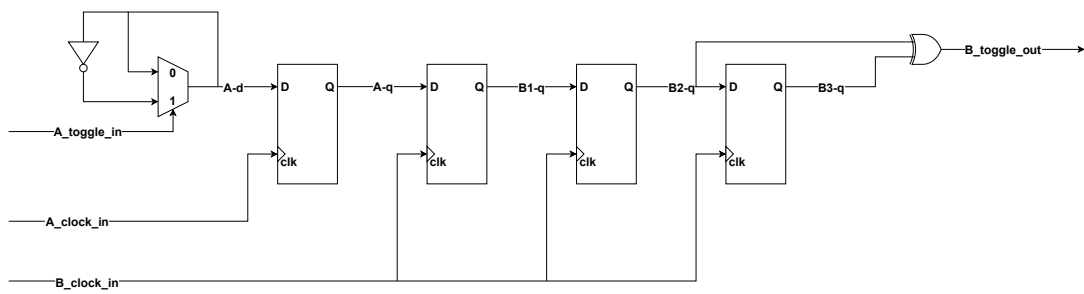 B_toggle_out
0
1
A-d
D
Q
A-q
D
Q
B1-q
D
Q
B2-q
D
Q
B3-q
A_toggle_in
clk
clk
clk
clk
A_clock_in
B_clock_in